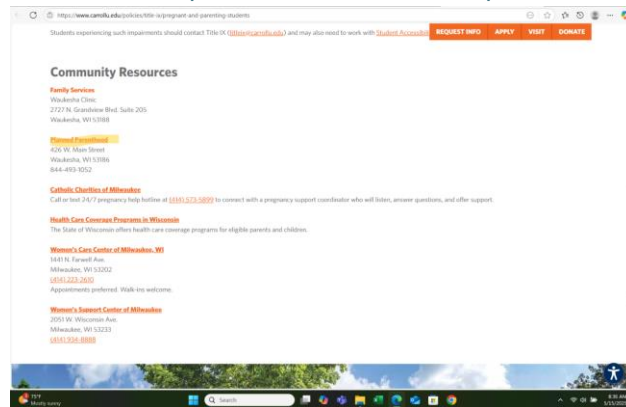 https://www.carrollu.edu/policies/title-ix/pregnant-and-parenting-students
Students experiencing such impairments should contact Title IX (titleix@carrollu.edu) and may also need to work with Student Accessibili
REQUEST INFO APPLY VISIT DONATE
Community Resources
Family Services
Waukesha Clinic
2727 N. Grandview Blvd. Suite 205
Waukesha, WI 53188
Planned Parenthood
426 W. Main Street
Waukesha, WI 53186
844-493-1052
Catholic Charities of Milwaukee
Call or text 24/7 pregnancy help hotline at (414) 573-5899 to connect with a pregnancy support coordinator who will listen, answer questions, and offer support.
Health Care Coverage Programs in Wisconsin
The State of Wisconsin offers health care coverage programs for eligible parents and children.
Women's Care Center of Milwaukee, WI
1441 N. Farwell Ave.
Milwaukee, WI 53202
(414) 223-2610
Appointments preferred. Walk-ins welcome.
Women's Support Center of Milwaukee
2051 W. Wisconsin Ave.
Milwaukee, WI 53233
(414) 934-8888
Mostly sunny
Search
8:35 AM